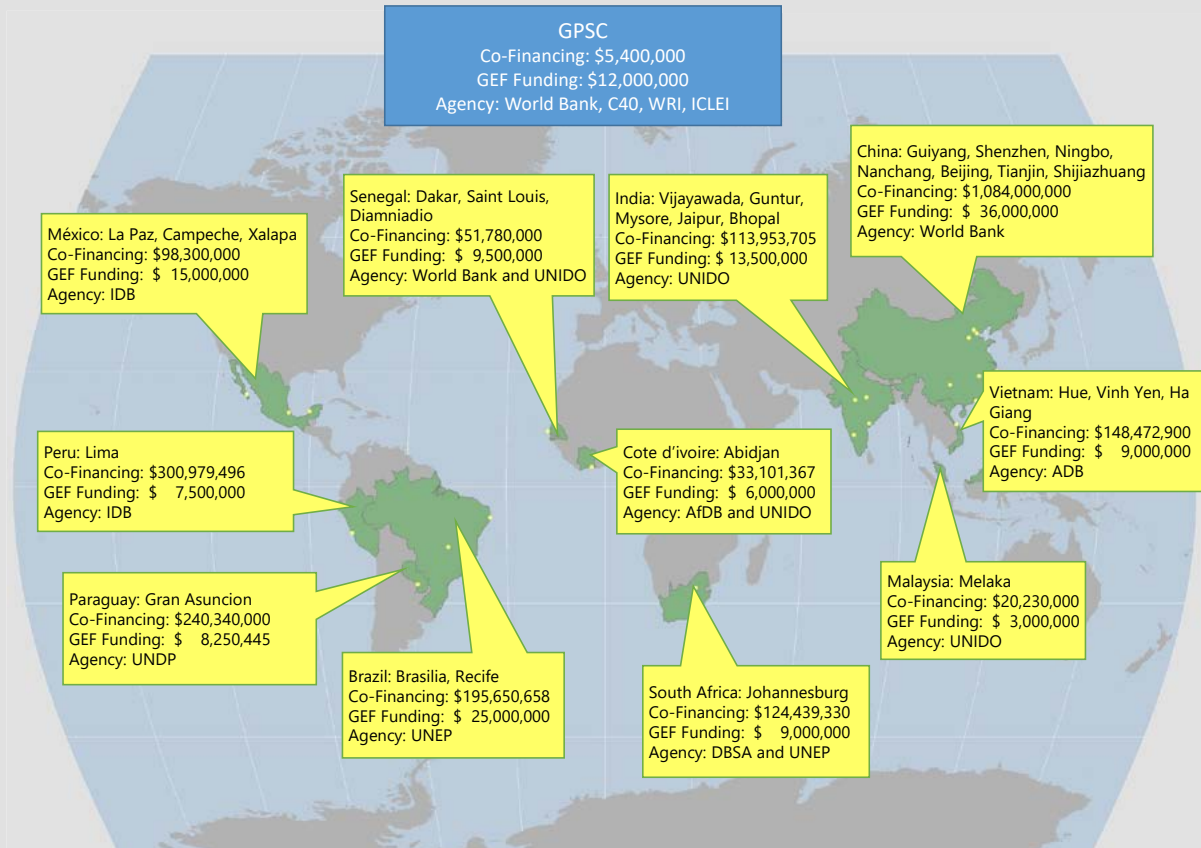 GPSC
Co-Financing: $5,400,000
GEF Funding: $12,000,000
Agency: World Bank, C40, WRI, ICLEI
China: Guiyang, Shenzhen, Ningbo,
Nanchang, Beijing, Tianjin, Shijiazhuang
Co-Financing: $1,084,000,000
GEF Funding: $ 36,000,000
Agency: World Bank
Senegal: Dakar, Saint Louis,
Diamniadio
Co-Financing: $51,780,000
GEF Funding: $ 9,500,000
Agency: World Bank and UNIDO
India: Vijayawada, Guntur,
Mysore, Jaipur, Bhopal
Co-Financing: $113,953,705
GEF Funding: $ 13,500,000
Agency: UNIDO
México: La Paz, Campeche, Xalapa
Co-Financing: $98,300,000
GEF Funding: $ 15,000,000
Agency: IDB
Vietnam: Hue, Vinh Yen, Ha
Giang
Co-Financing: $148,472,900
GEF Funding: $ 9,000,000
Agency: ADB
Peru: Lima
Co-Financing: $300,979,496
GEF Funding: $ 7,500,000
Agency: IDB
Cote d’ivoire: Abidjan
Co-Financing: $33,101,367
GEF Funding: $ 6,000,000
Agency: AfDB and UNIDO
Malaysia: Melaka
Co-Financing: $20,230,000
GEF Funding: $ 3,000,000
Agency: UNIDO
Paraguay: Gran Asuncion
Co-Financing: $240,340,000
GEF Funding: $ 8,250,445
Agency: UNDP
Brazil: Brasilia, Recife
Co-Financing: $195,650,658
GEF Funding: $ 25,000,000
Agency: UNEP
South Africa: Johannesburg
Co-Financing: $124,439,330
GEF Funding: $ 9,000,000
Agency: DBSA and UNEP